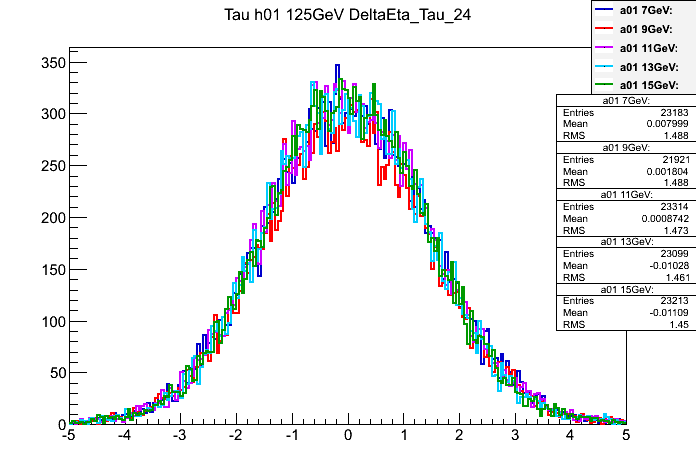 Tau h01 125GeV DeltaEta_Tau_24
a01 7GeV:
a01 9GeV:
a01 11GeV:
a01 13GeV:
a01 15GeV:
a01 7GeV:
Entries 23183
Mean 0.007999
RMS 1.488
a01 9GeV:
Entries 21921
Mean 0.001804
RMS 1.488
a01 11GeV:
Entries 23314
Mean 0.0008742
RMS 1.473
a01 13GeV:
Entries 23099
Mean -0.01028
RMS 1.461
a01 15GeV:
Entries 23213
Mean -0.01109
RMS 1.45
350
300
250
200
150
100
50
0
-5 -4 -3 -2 -1 0 1 2 3 4 5